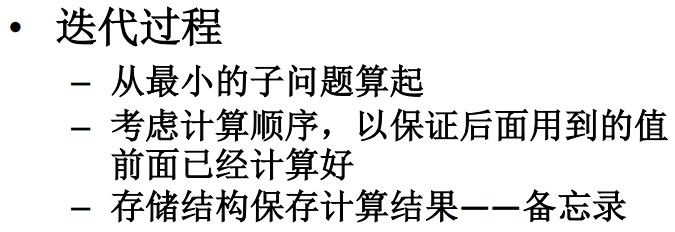 • 迭代过程
– 从最小的子问题算起
– 考虑计算顺序，以保证后面用到的值
前面已经计算好
– 存储结构保存计算结果——备忘录